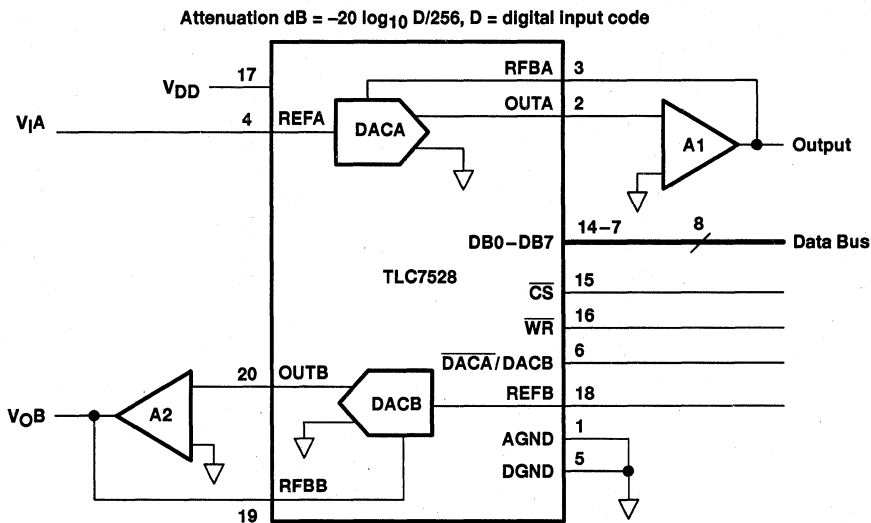 Attenuation dB = –20 log10 D/256, D = digital input code
VDD
17
RFBA
3
OUTA
2
VIA
4
REFA
DACA
A1
Output
DB0–DB7
14–7
8
Data Bus
TLC7528
CS
15
WR
16
DACA/DACB
6
REFB
18
20
OUTB
DACB
VOB
A2
AGND
1
DGND
5
RFBB
19